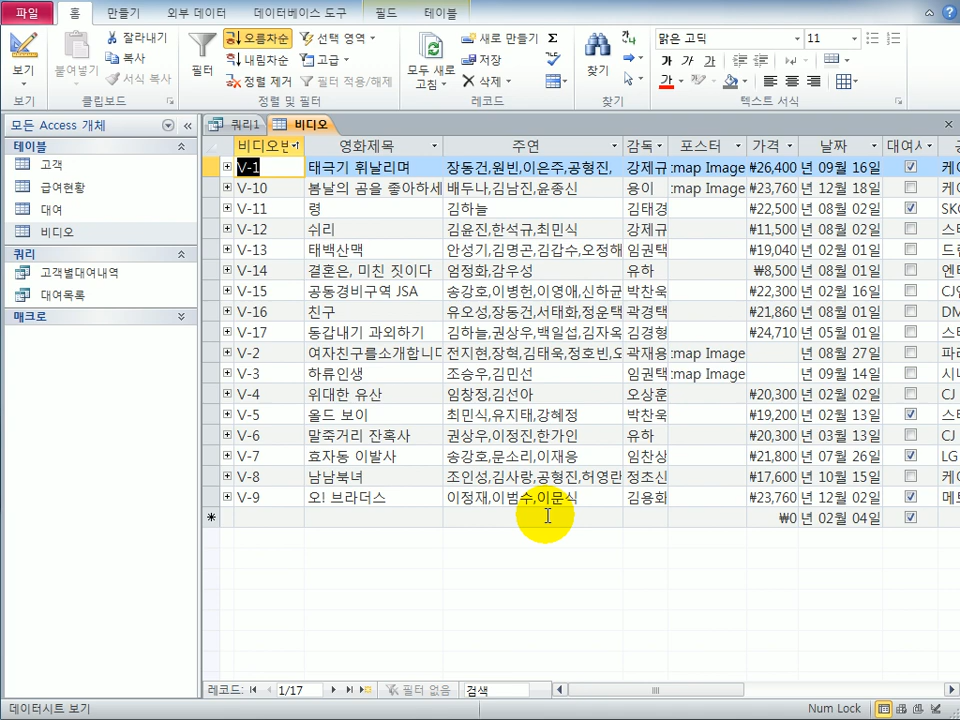 파일 홈 만들기 외부 데이터 데이터베이스 도구 필드 테이블
보기 붙여넣기 잘라내기 복사 서식 복사 필터 오름차순 내림차순 정렬 제거 선택 영역 고급 필터 적용/해제 모두 새로 고침 새로 만들기 저장 삭제 찾기 맑은 고딕 11 가 가 가 가
보기 클립보드 정렬 및 필터 레코드 찾기 텍스트 서식
모든 Access 개체
테이블
고객
급여현황
대여
비디오
쿼리
고객별대여내역
대여목록
매크로
쿼리1 비디오
비디오번 영화제목 주연 감독 포스터 가격 날짜 대여시
V-1 태극기 휘날리며 장동건,원빈,이은주,공형진, 강제규 :map Image ₩26,400 년 09월 16일 케이
V-10 봄날의 곰을 좋아하세 배두나,김남진,윤종신 용이 :map Image ₩23,760 년 12월 18일 케이
V-11 령 김하늘 김태경 ₩22,500 년 08월 02일 SK
V-12 쉬리 김윤진,한석규,최민식 강제규 ₩11,500 년 08월 02일 스타
V-13 태백산맥 안성기,김명곤,김갑수,오정해 임권택 ₩19,040 년 02월 01일 드림
V-14 결혼은, 미친 짓이다 엄정화,감우성 유하 ₩8,500 년 08월 01일 엔터
V-15 공동경비구역 JSA 송강호,이병헌,이영애,신하균 박찬욱 ₩22,300 년 02월 16일 CJ
V-16 친구 유오성,장동건,서태화,정운택 곽경택 ₩21,860 년 08월 01일 DM
V-17 동갑내기 과외하기 김하늘,권상우,백일섭,김자옥 김경형 ₩24,710 년 05월 01일 스타
V-2 여자친구를소개합니다 전지현,장혁,김태욱,정호빈,오 곽재용 :map Image 년 08월 27일 파라
V-3 하류인생 조승우,김민선 임권택 :map Image 년 09월 14일 시네
V-4 위대한 유산 임창정,김선아 오상훈 ₩20,300 년 02월 02일 CJ
V-5 올드 보이 최민식,유지태,강혜정 박찬욱 ₩19,200 년 02월 13일 스타
V-6 말죽거리 잔혹사 권상우,이정진,한가인 유하 ₩20,300 년 03월 13일 CJ
V-7 효자동 이발사 송강호,문소리,이재응 임찬상 ₩21,800 년 07월 26일 LG
V-8 남남북녀 조인성,김사랑,공형진,허영란 정초신 ₩17,600 년 10월 15일 케이
V-9 오! 브라더스 이정재,이범수,이문식 김용화 ₩23,760 년 12월 02일 메트
* ₩0 년 02월 04일
레코드: 1/17 필터 없음 검색
데이터시트 보기 Num Lock